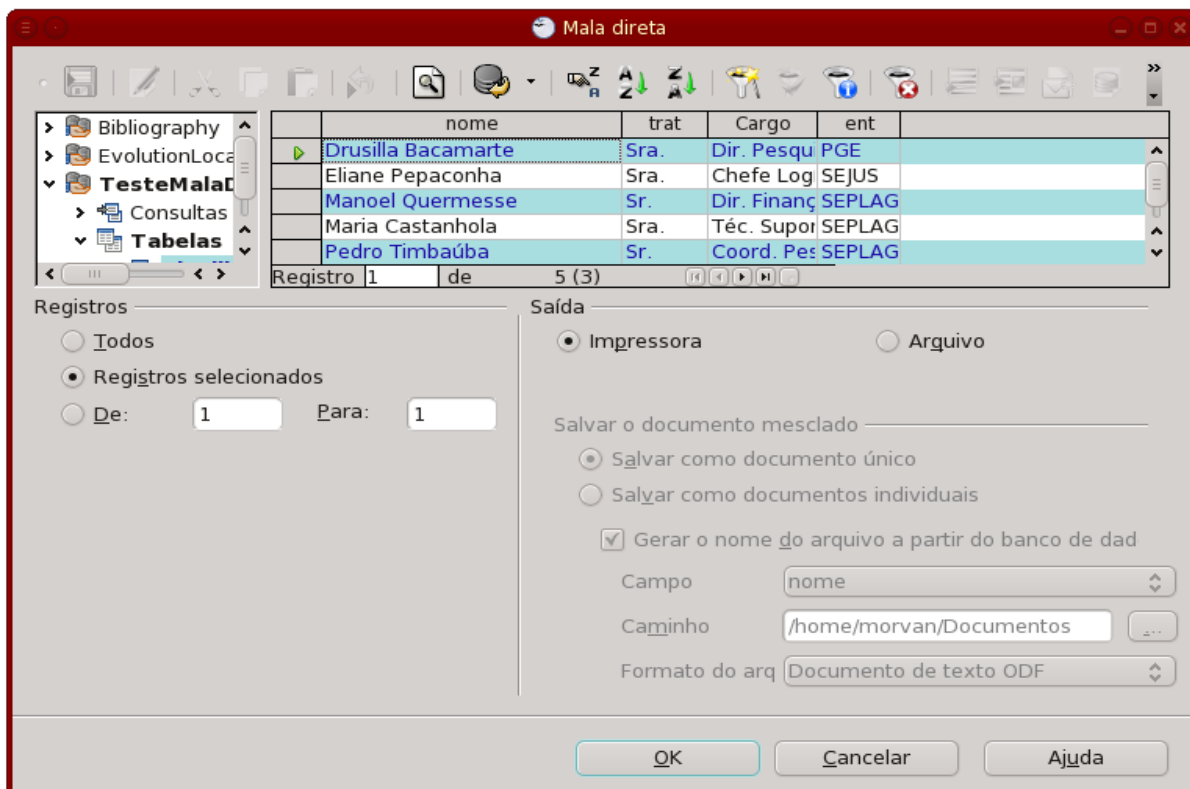 Mala direta
Bibliography
EvolutionLoca
TesteMalaD
Consultas
Tabelas
nome trat Cargo ent
Drusilla Bacamarte Sra. Dir. Pesqui PGE
Eliane Pepaconha Sra. Chefe Log SEJUS
Manoel Quermesse Sr. Dir. Finanç SEPLAG
Maria Castanhola Sra. Téc. Supor SEPLAG
Pedro Timbaúba Sr. Coord. Pes SEPLAG
Registro 1 de 5 (3)
Registros
Todos
Registros selecionados
De: 1 Para: 1
Saída
Impressora Arquivo
Salvar o documento mesclado
Salvar como documento único
Salvar como documentos individuais
Gerar o nome do arquivo a partir do banco de dad
Campo nome
Caminho /home/morvan/Documentos ...
Formato do arq Documento de texto ODF
OK Cancelar Ajuda